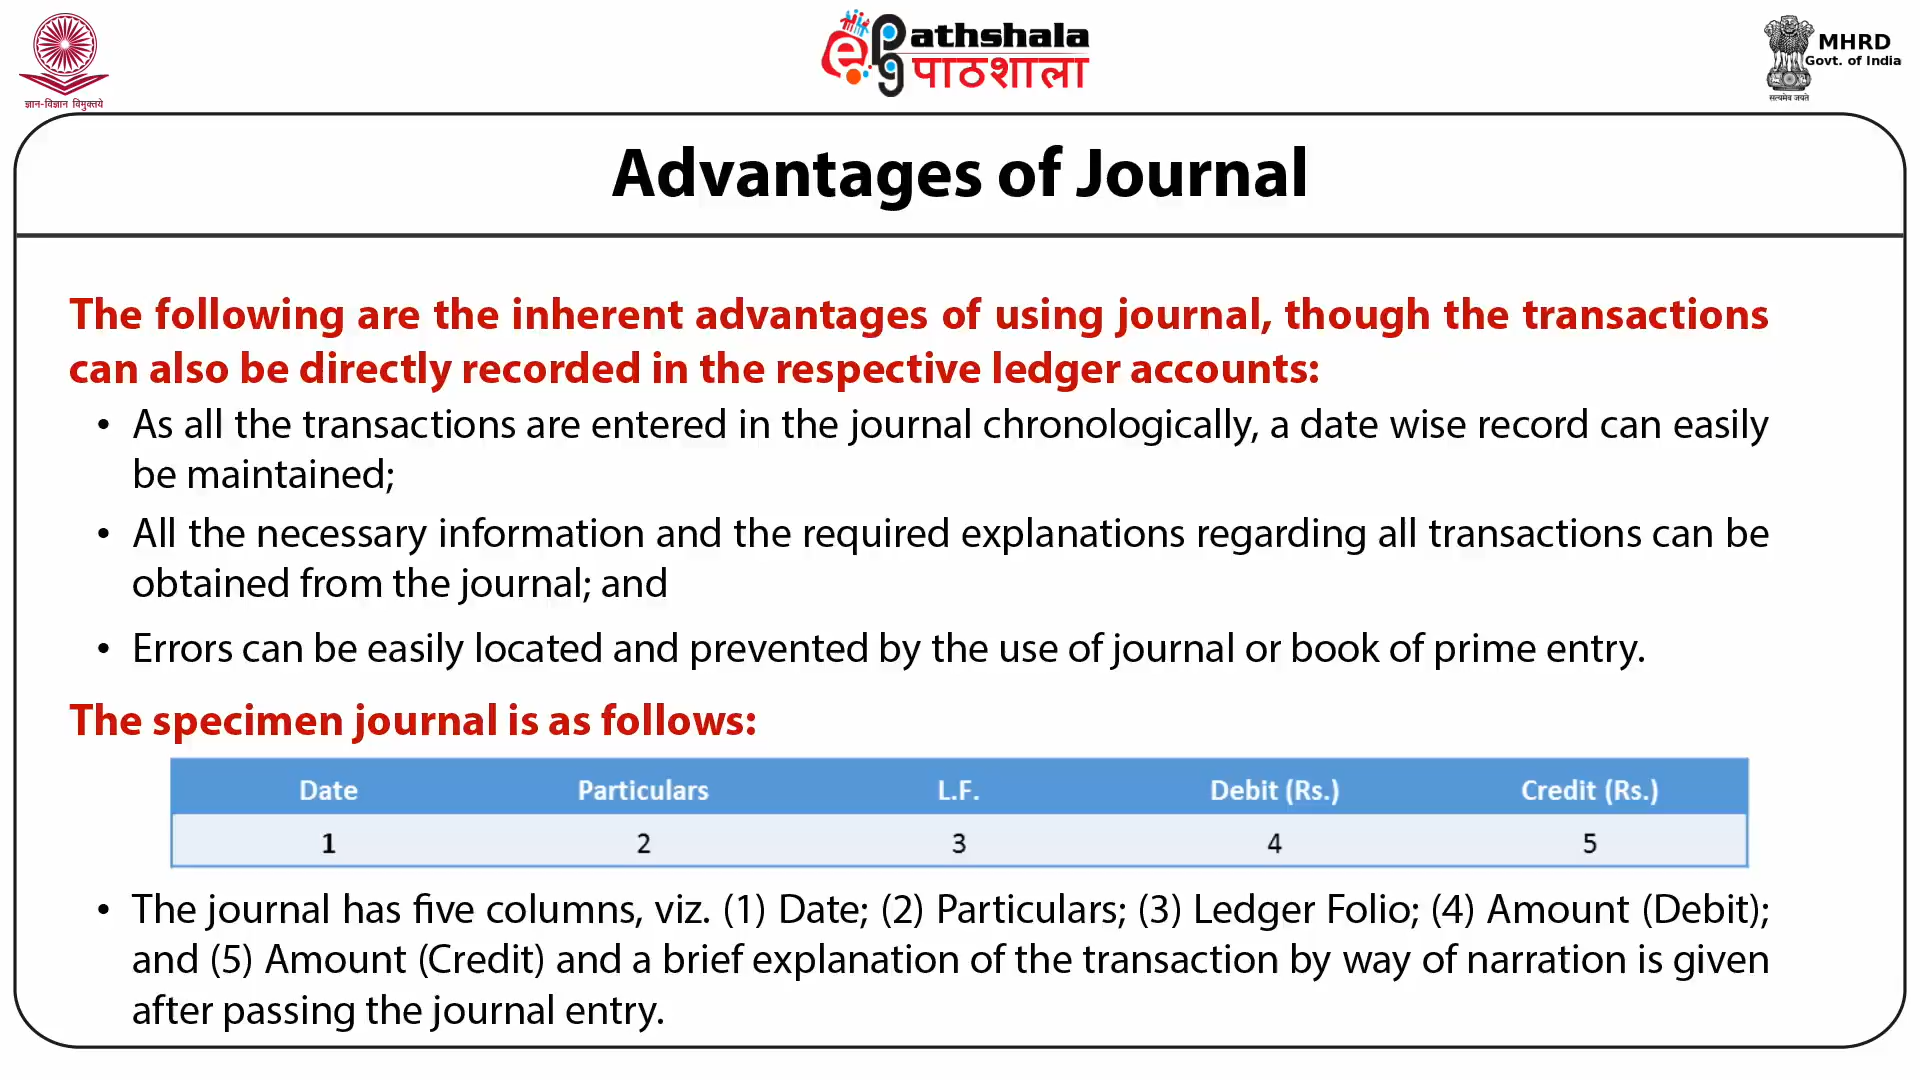 ज्ञान-विज्ञान विमुक्तये
e Pathshala
पाठशाला
MHRD
Govt. of India
सत्यमेव जयते
Advantages of Journal
The following are the inherent advantages of using journal, though the transactions
can also be directly recorded in the respective ledger accounts:
• As all the transactions are entered in the journal chronologically, a date wise record can easily
be maintained;
• All the necessary information and the required explanations regarding all transactions can be
obtained from the journal; and
• Errors can be easily located and prevented by the use of journal or book of prime entry.
The specimen journal is as follows:
Date Particulars L.F. Debit (Rs.) Credit (Rs.)
1 2 3 4 5
• The journal has five columns, viz. (1) Date; (2) Particulars; (3) Ledger Folio; (4) Amount (Debit);
and (5) Amount (Credit) and a brief explanation of the transaction by way of narration is given
after passing the journal entry.